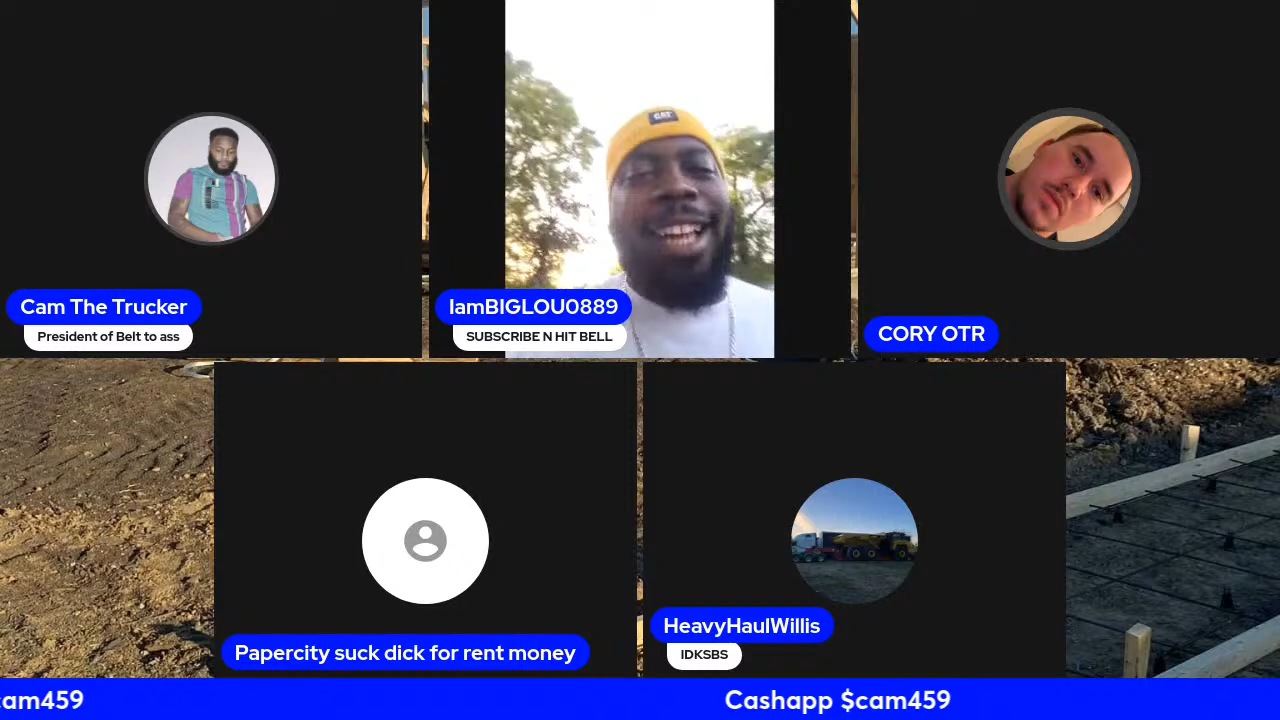 CAT
Cam The Trucker
President of Belt to ass
IamBIGLOU0889
SUBSCRIBE N HIT BELL
CORY OTR
Papercity suck dick for rent money
HeavyHaulWillis
IDKSBS
cam459
Cashapp $cam459